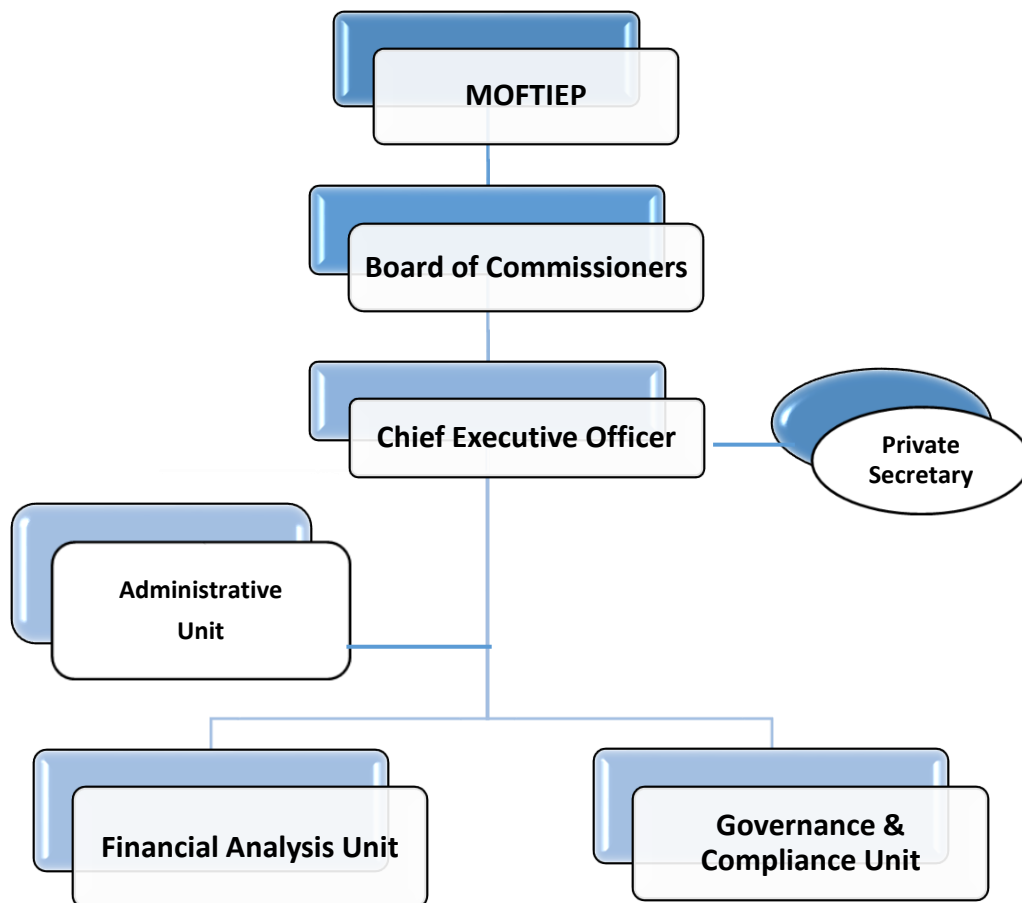 MOFTIEP
Board of Commissioners
Chief Executive Officer
Private
Secretary
Administrative
Unit
Financial Analysis Unit
Governance &
Compliance Unit